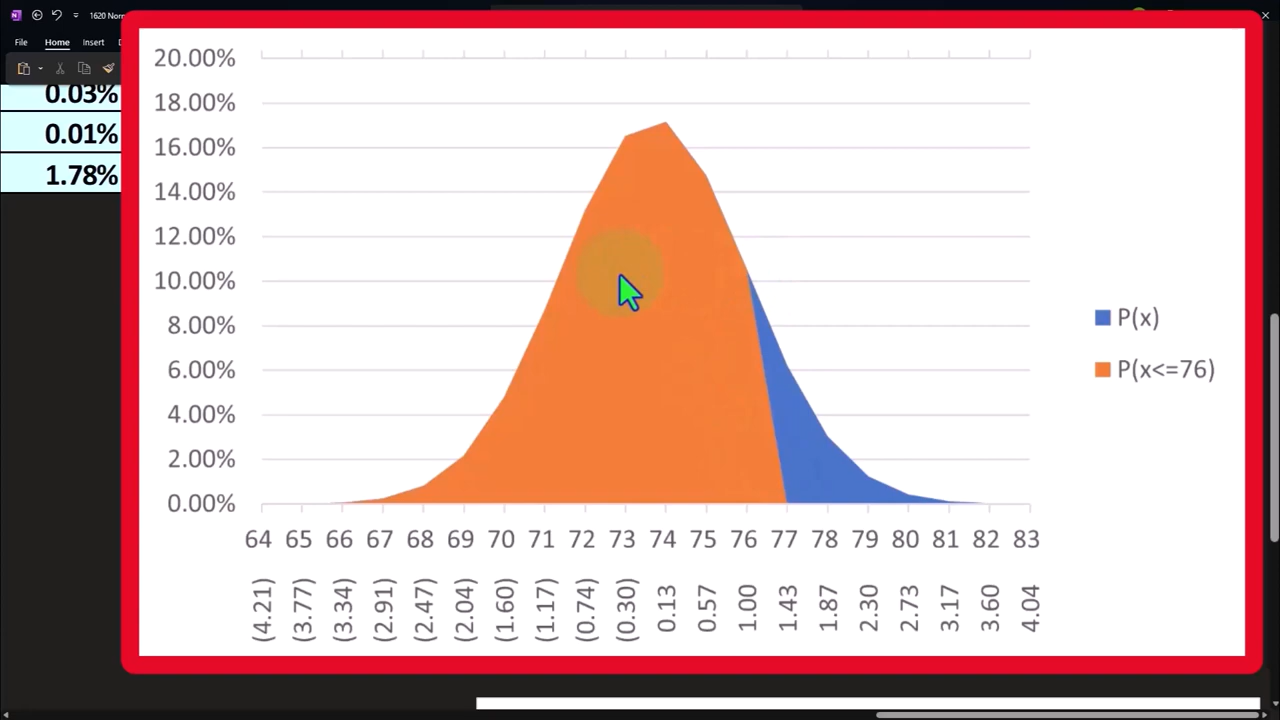 1620 Norm
File Home Insert
0.03%
0.01%
1.78%
20.00%
18.00%
16.00%
14.00%
12.00%
10.00%
8.00%
6.00%
4.00%
2.00%
0.00%
64 65 66 67 68 69 70 71 72 73 74 75 76 77 78 79 80 81 82 83
(4.21) (3.77) (3.34) (2.91) (2.47) (2.04) (1.60) (1.17) (0.74) (0.30) 0.13 0.57 1.00 1.43 1.87 2.30 2.73 3.17 3.60 4.04
P(x)
P(x<=76)